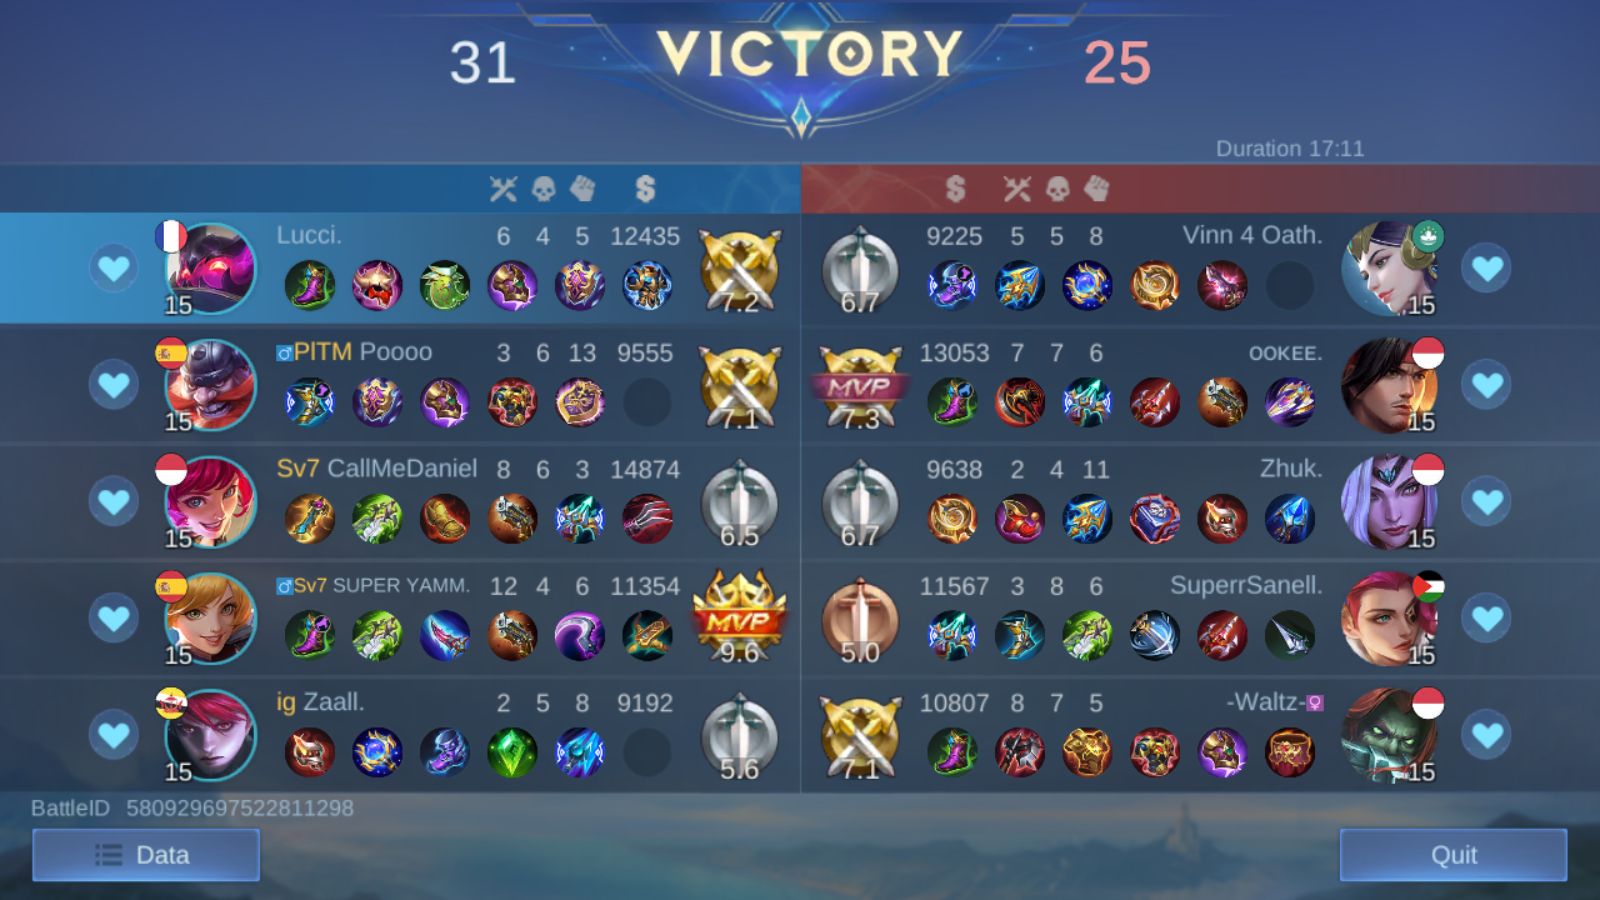 31 VICTORY 25
Duration 17:11
Lucci. 6 4 5 12435
15 7.2
9225 5 5 8 Vinn 4 Oath.
6.7 15
PlTM Poooo 3 6 13 9555
15 7.1
13053 7 7 6 OOKEE.
MVP 7.3 15
Sv7 CallMeDaniel 8 6 3 14874
15 6.5
9638 2 4 11 Zhuk.
6.7 15
Sv7 SUPER YAMM. 12 4 6 11354
15 MVP 9.6
11567 3 8 6 SuperrSanell.
5.0 15
ig Zaall. 2 5 8 9192
15 5.6
10807 8 7 5 -Waltz-
7.1 15
BattleID 580929697522811298
Data
Quit